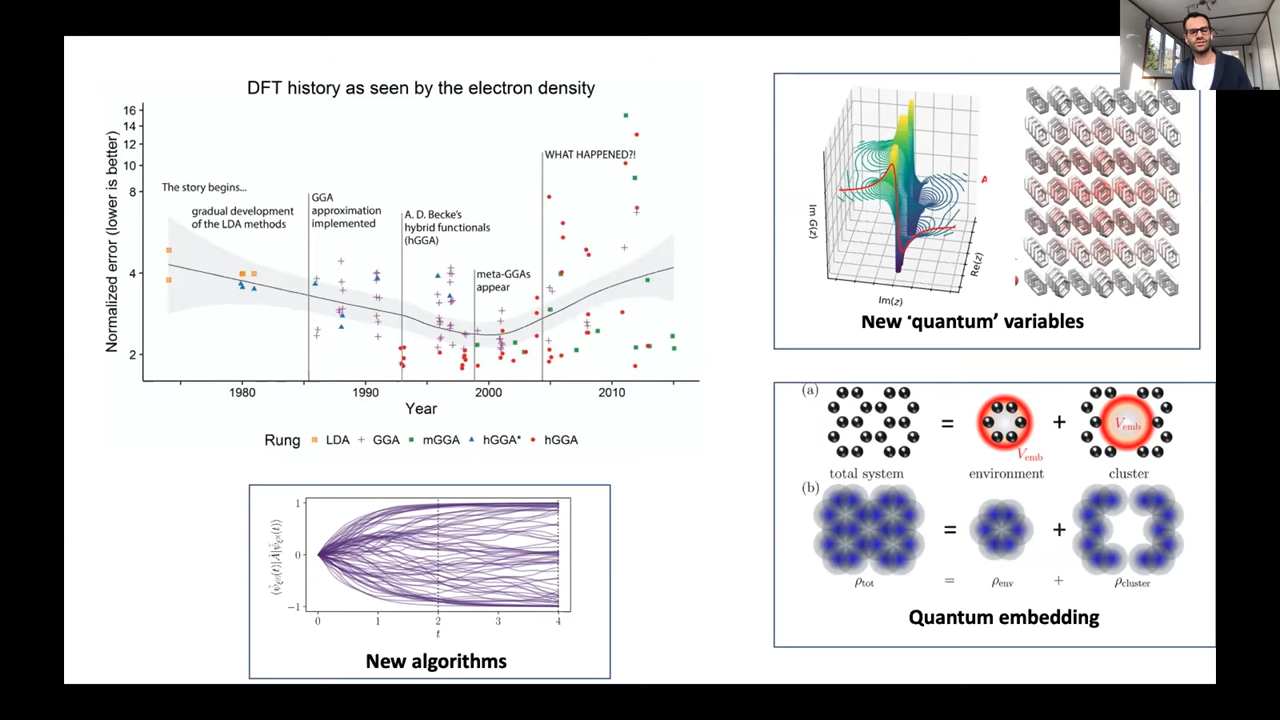 DFT history as seen by the electron density
Normalized error (lower is better)
16
14
12
10
8
4
2
The story begins...
gradual development
of the LDA methods
GGA
approximation
implemented
A. D. Becke's
hybrid functionals
(hGGA)
meta-GGAs
appear
WHAT HAPPENED?!
1980
1990
2000
2010
Year
Rung
LDA
GGA
mGGA
hGGA*
hGGA
1
0
−1
0
1
2
3
4
t
New algorithms
Im G(z)
Im(z)
Re(z)
A
New 'quantum' variables
(a)
=
+
V_emb
V_emb
total system
environment
cluster
(b)
=
+
ρ_tot = ρ_env + ρ_cluster
Quantum embedding